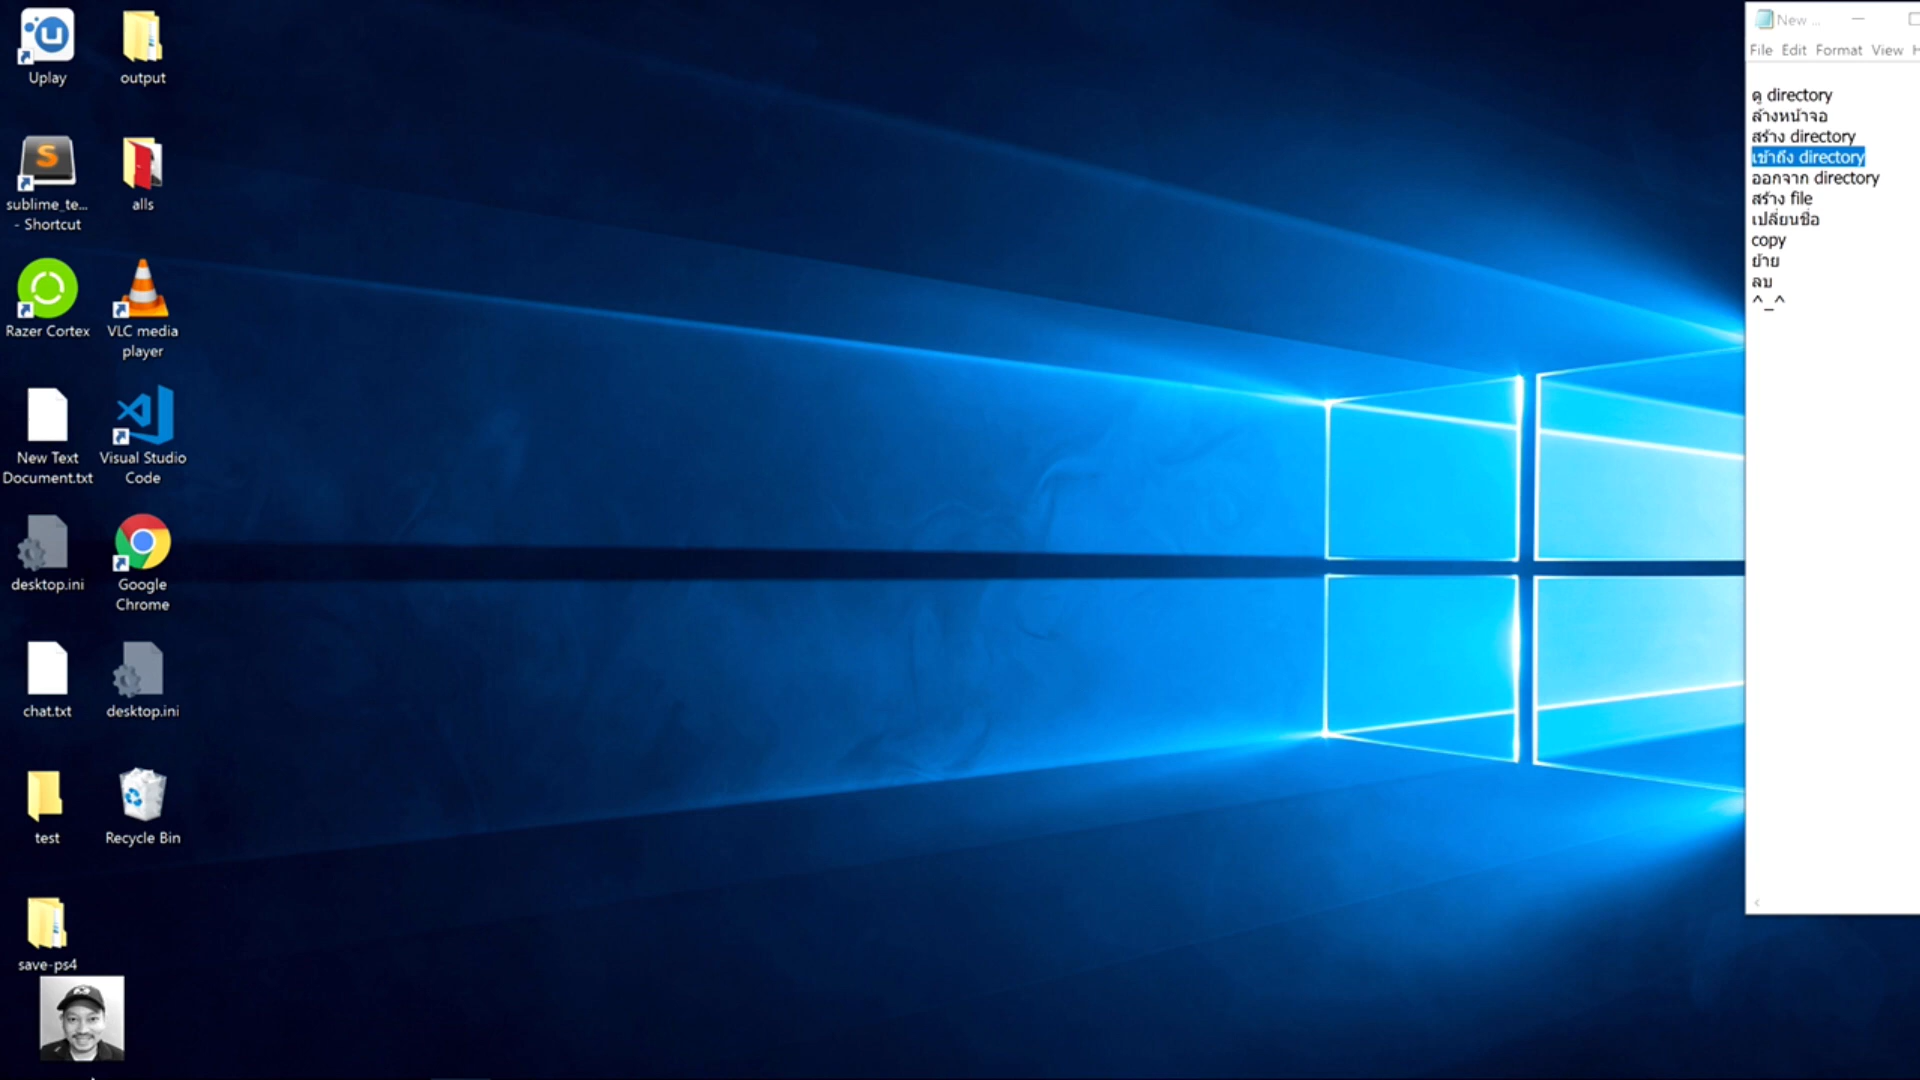 Uplay
output
sublime_te...
- Shortcut
alls
Razer Cortex
VLC media
player
New Text
Document.txt
Visual Studio
Code
desktop.ini
Google
Chrome
chat.txt
desktop.ini
test
Recycle Bin
save-ps4
New ...
File Edit Format View H
ดู directory
ล้างหน้าจอ
สร้าง directory
เข้าถึง directory
ออกจาก directory
สร้าง file
เปลี่ยนชื่อ
copy
ย้าย
ลบ
^_^